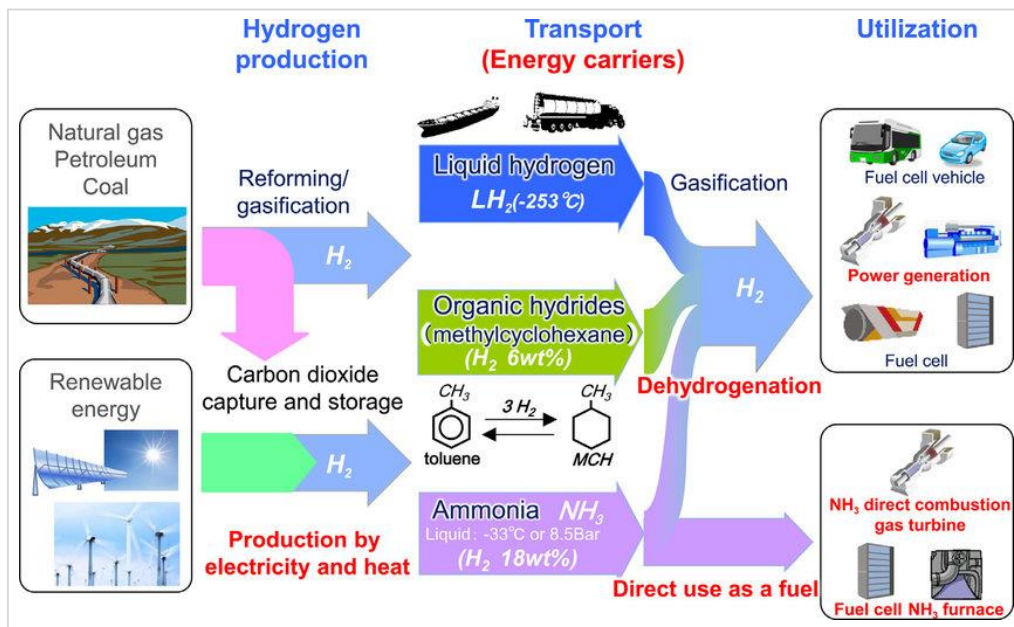 Hydrogen
production
Transport
(Energy carriers)
Utilization
Natural gas
Petroleum
Coal
Reforming/
gasification
H2
Liquid hydrogen
LH2(-253℃)
Gasification
H2
Fuel cell vehicle
Power generation
Fuel cell
Organic hydrides
(methylcyclohexane)
(H2 6wt%)
Dehydrogenation
Renewable
energy
Carbon dioxide
capture and storage
H2
CH3
toluene
3 H2
CH3
MCH
Production by
electricity and heat
Ammonia NH3
Liquid: -33℃ or 8.5Bar
(H2 18wt%)
Direct use as a fuel
NH3 direct combustion
gas turbine
Fuel cell
NH3 furnace